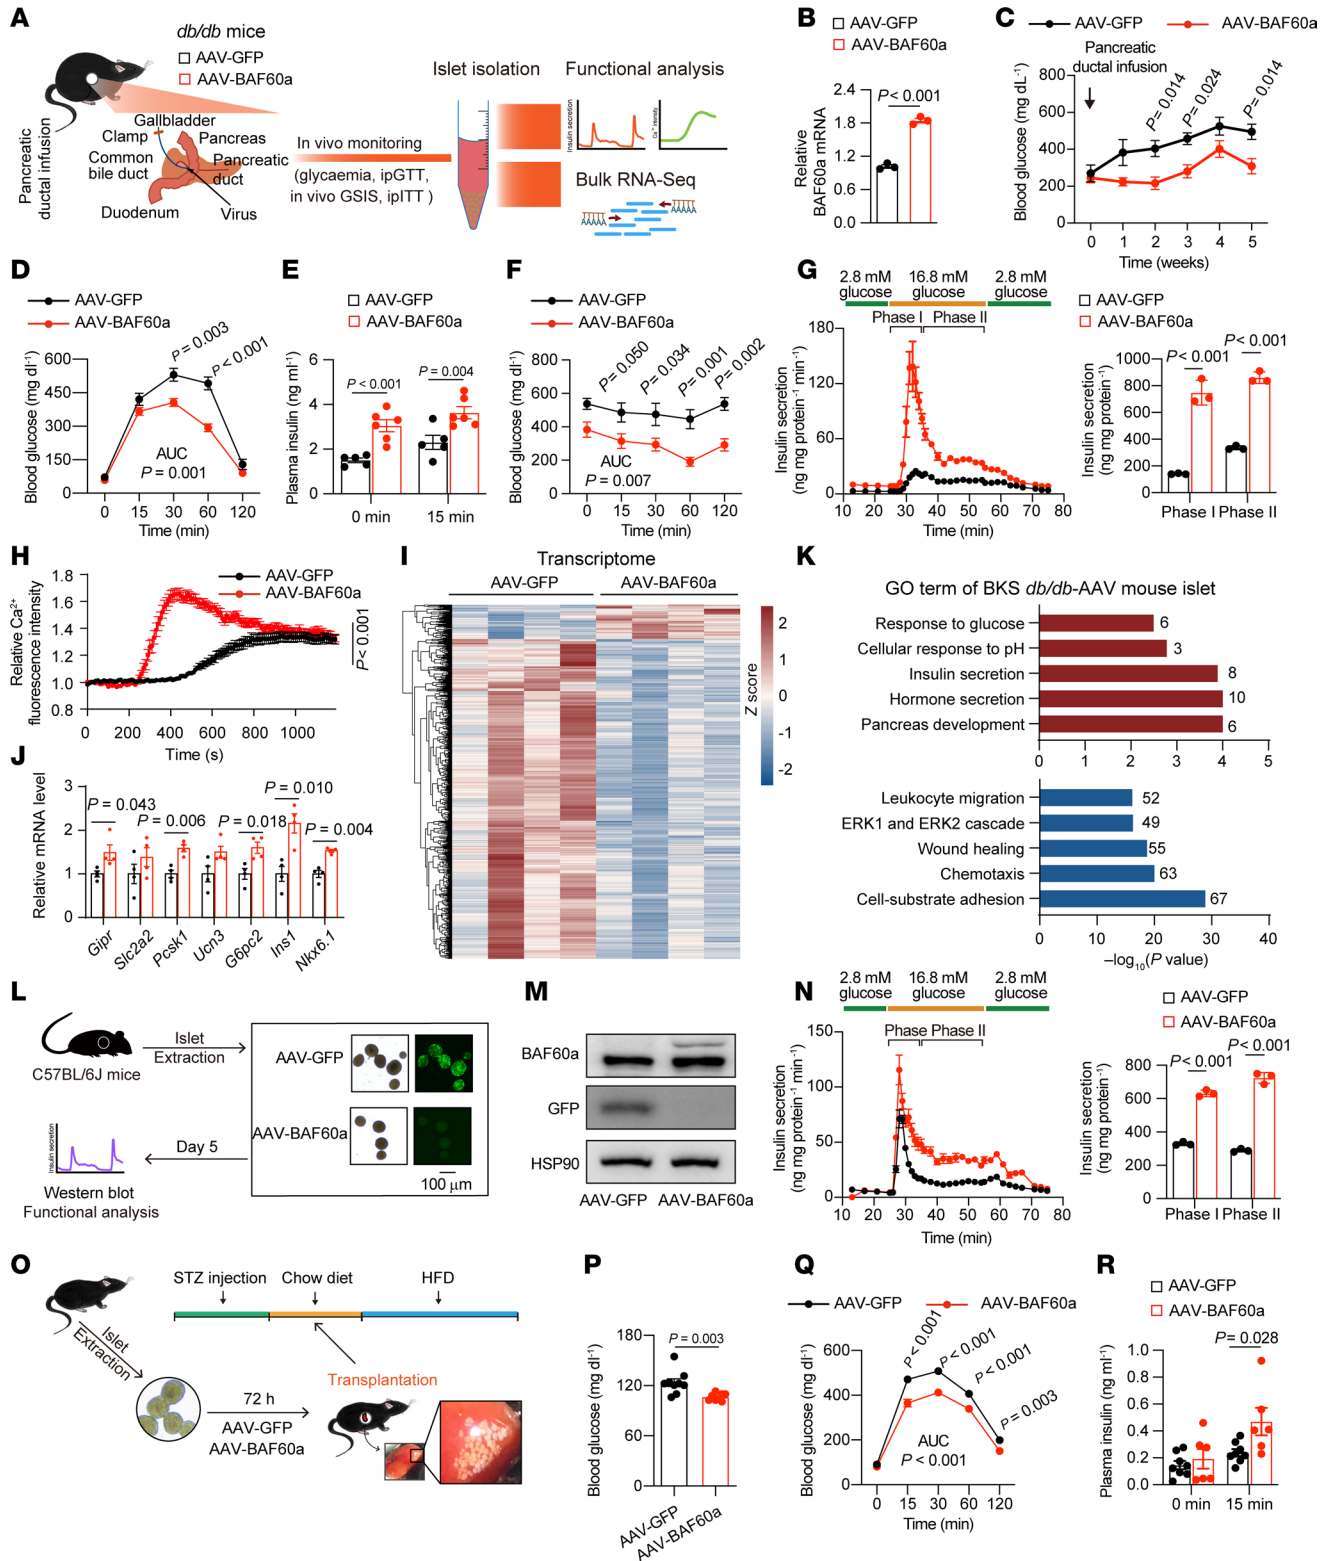 A
db/db mice
AAV-GFP
AAV-BAF60a
Gallbladder
Clamp
Pancreas
Common
bile duct
Pancreatic
duct
Duodenum
Virus
Pancreatic
ductal infusion
In vivo monitoring
(glycaemia, ipGTT,
in vivo GSIS, ipITT )
Islet isolation
Functional analysis
Insulin secretion
Ca²⁺ intensity
Bulk RNA-Seq
AAAAA
AAAAA
B
AAV-GFP
AAV-BAF60a
P < 0.001
Relative
BAF60a mRNA
2.4
1.8
1.2
0.6
0.0
C
AAV-GFP
AAV-BAF60a
Pancreatic
ductal infusion
P = 0.014
P = 0.024
P = 0.014
Blood glucose (mg dL⁻¹)
800
600
400
200
0
0 1 2 3 4 5
Time (weeks)
D
AAV-GFP
AAV-BAF60a
P = 0.003
P < 0.001
Blood glucose (mg dl⁻¹)
600
450
300
150
0
AUC
P = 0.001
0 15 30 60 120
Time (min)
E
AAV-GFP
AAV-BAF60a
P < 0.001
P = 0.004
Plasma insulin (ng ml⁻¹)
6
4
2
0
0 min 15 min
F
AAV-GFP
AAV-BAF60a
P = 0.050
P = 0.034
P = 0.001
P = 0.002
Blood glucose (mg dl⁻¹)
800
600
400
200
0
AUC
P = 0.007
0 15 30 60 120
Time (min)
G
2.8 mM
glucose
16.8 mM
glucose
2.8 mM
glucose
Phase I Phase II
Insulin secretion
(ng mg protein⁻¹ min⁻¹)
180
120
60
0
10 20 30 40 50 60 70 80
Time (min)
AAV-GFP
AAV-BAF60a
P < 0.001
P < 0.001
Insulin secretion
(ng mg protein⁻¹)
1000
800
600
400
200
0
Phase I Phase II
H
AAV-GFP
AAV-BAF60a
P < 0.001
Relative Ca²⁺
fluorescence intensity
1.8
1.6
1.4
1.2
1.0
0.8
0 200 400 600 800 1000
Time (s)
I
Transcriptome
AAV-GFP AAV-BAF60a
Z score
2
1
0
-1
-2
J
Relative mRNA level
3
2
1
0
P = 0.043
P = 0.006
P = 0.018
P = 0.010
P = 0.004
Gipr
Slc2a2
Pcsk1
Ucn3
G6pc2
Ins1
Nkx6.1
K
GO term of BKS db/db-AAV mouse islet
Response to glucose 6
Cellular response to pH 3
Insulin secretion 8
Hormone secretion 10
Pancreas development 6
0 1 2 3 4 5
Leukocyte migration 52
ERK1 and ERK2 cascade 49
Wound healing 55
Chemotaxis 63
Cell-substrate adhesion 67
0 10 20 30 40
–log₁₀(P value)
L
C57BL/6J mice
Islet
Extraction
AAV-GFP
AAV-BAF60a
100 μm
Day 5
Insulin secretion
Western blot
Functional analysis
M
BAF60a
GFP
HSP90
AAV-GFP AAV-BAF60a
N
2.8 mM
glucose
16.8 mM
glucose
2.8 mM
glucose
Phase Phase II
Insulin secretion
(ng mg protein⁻¹ min⁻¹)
150
100
50
0
10 20 30 40 50 60 70 80
Time (min)
AAV-GFP
AAV-BAF60a
P < 0.001
P < 0.001
Insulin secretion
(ng mg protein⁻¹)
800
600
400
200
0
Phase I Phase II
O
STZ injection
Chow diet
HFD
Islet
Extraction
Transplantation
72 h
AAV-GFP
AAV-BAF60a
P
P = 0.003
Blood glucose (mg dl⁻¹)
180
120
60
0
AAV-GFP
AAV-BAF60a
Q
AAV-GFP
AAV-BAF60a
P < 0.001
P < 0.001
P < 0.001
P = 0.003
Blood glucose (mg dl⁻¹)
600
400
200
0
AUC
P < 0.001
0 15 30 60 120
Time (min)
R
AAV-GFP
AAV-BAF60a
P = 0.028
Plasma insulin (ng ml⁻¹)
1.0
0.8
0.6
0.4
0.2
0.0
0 min 15 min